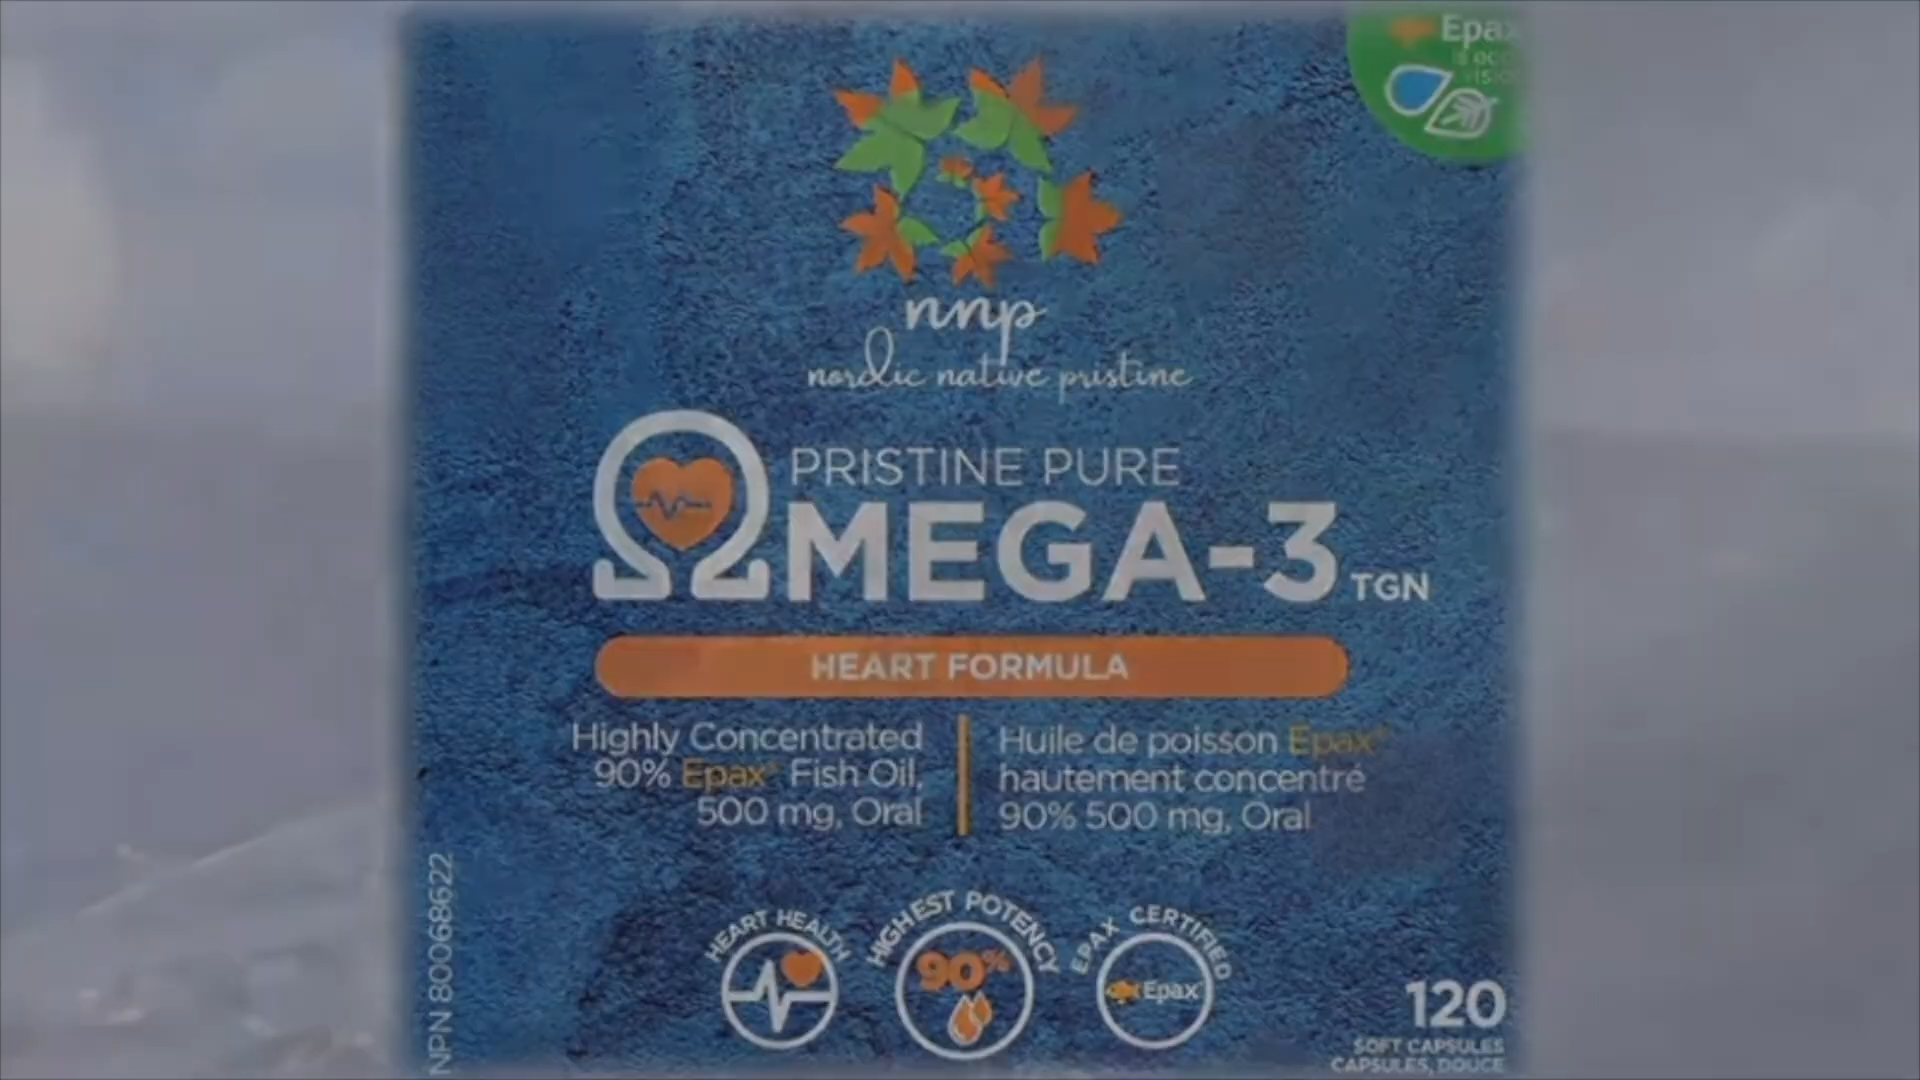 Epax
nnp
nordic native pristine
PRISTINE PURE
ΩMEGA-3 TGN
HEART FORMULA
Highly Concentrated
90% Epax® Fish Oil,
500 mg, Oral
Huile de poisson Epax®
hautement concentré
90% 500 mg, Oral
NPN 80068622
HEART HEALTH
HIGHEST POTENCY
90%
EPAX CERTIFIED
Epax
120
SOFT CAPSULES
CAPSULES, DOUCE